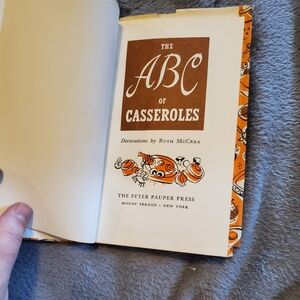 THE
ABC
OF
CASSEROLES
Decorations by RUTH MCCREA
THE PETER PAUPER PRESS
MOUNT VERNON · NEW YORK